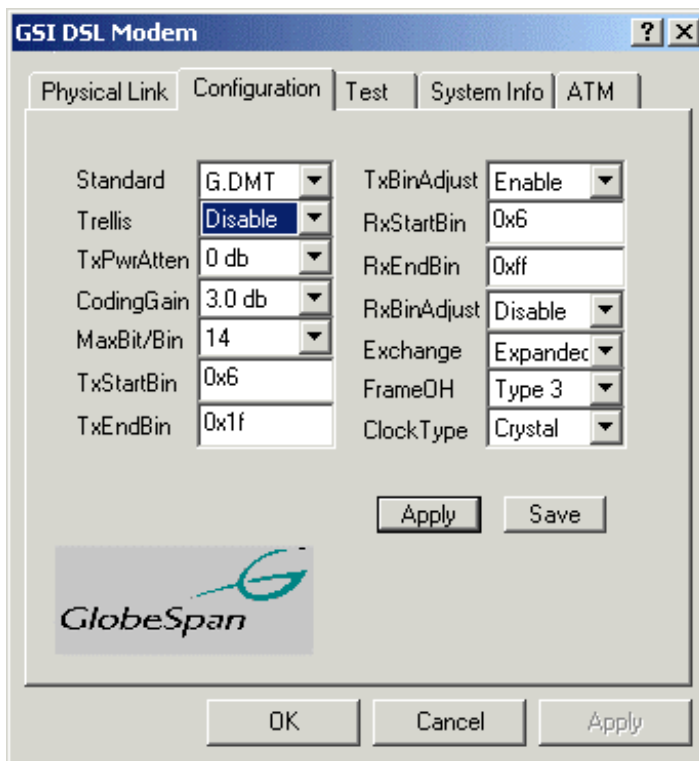 GSI DSL Modem
Physical Link
Configuration
Test
System Info
ATM
Standard G.DMT
Trellis Disable
TxPwrAtten 0 db
CodingGain 3.0 db
MaxBit/Bin 14
TxStartBin 0x6
TxEndBin 0x1f
TxBinAdjust Enable
RxStartBin 0x6
RxEndBin 0xff
RxBinAdjust Disable
Exchange Expanded
FrameOH Type 3
ClockType Crystal
Apply
Save
GlobeSpan
OK
Cancel
Apply